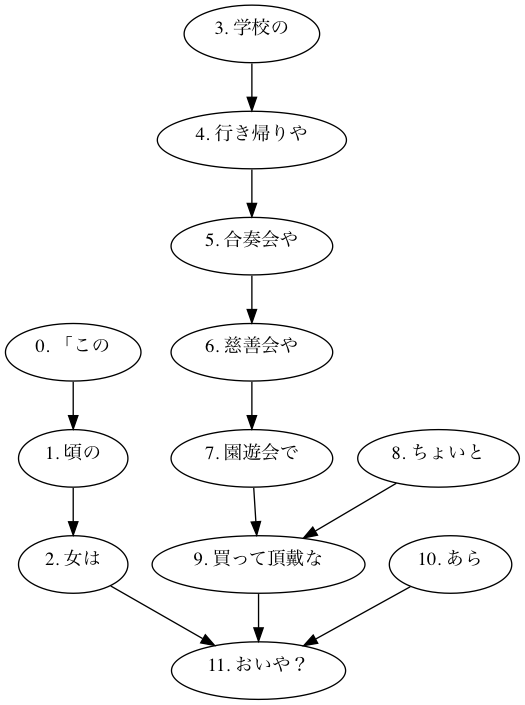 3. 学校の
4. 行き帰りや
5. 合奏会や
0. 「この
6. 慈善会や
1. 頃の
7. 園遊会で
8. ちょいと
2. 女は
9. 買って頂戴な
10. あら
11. おいや？